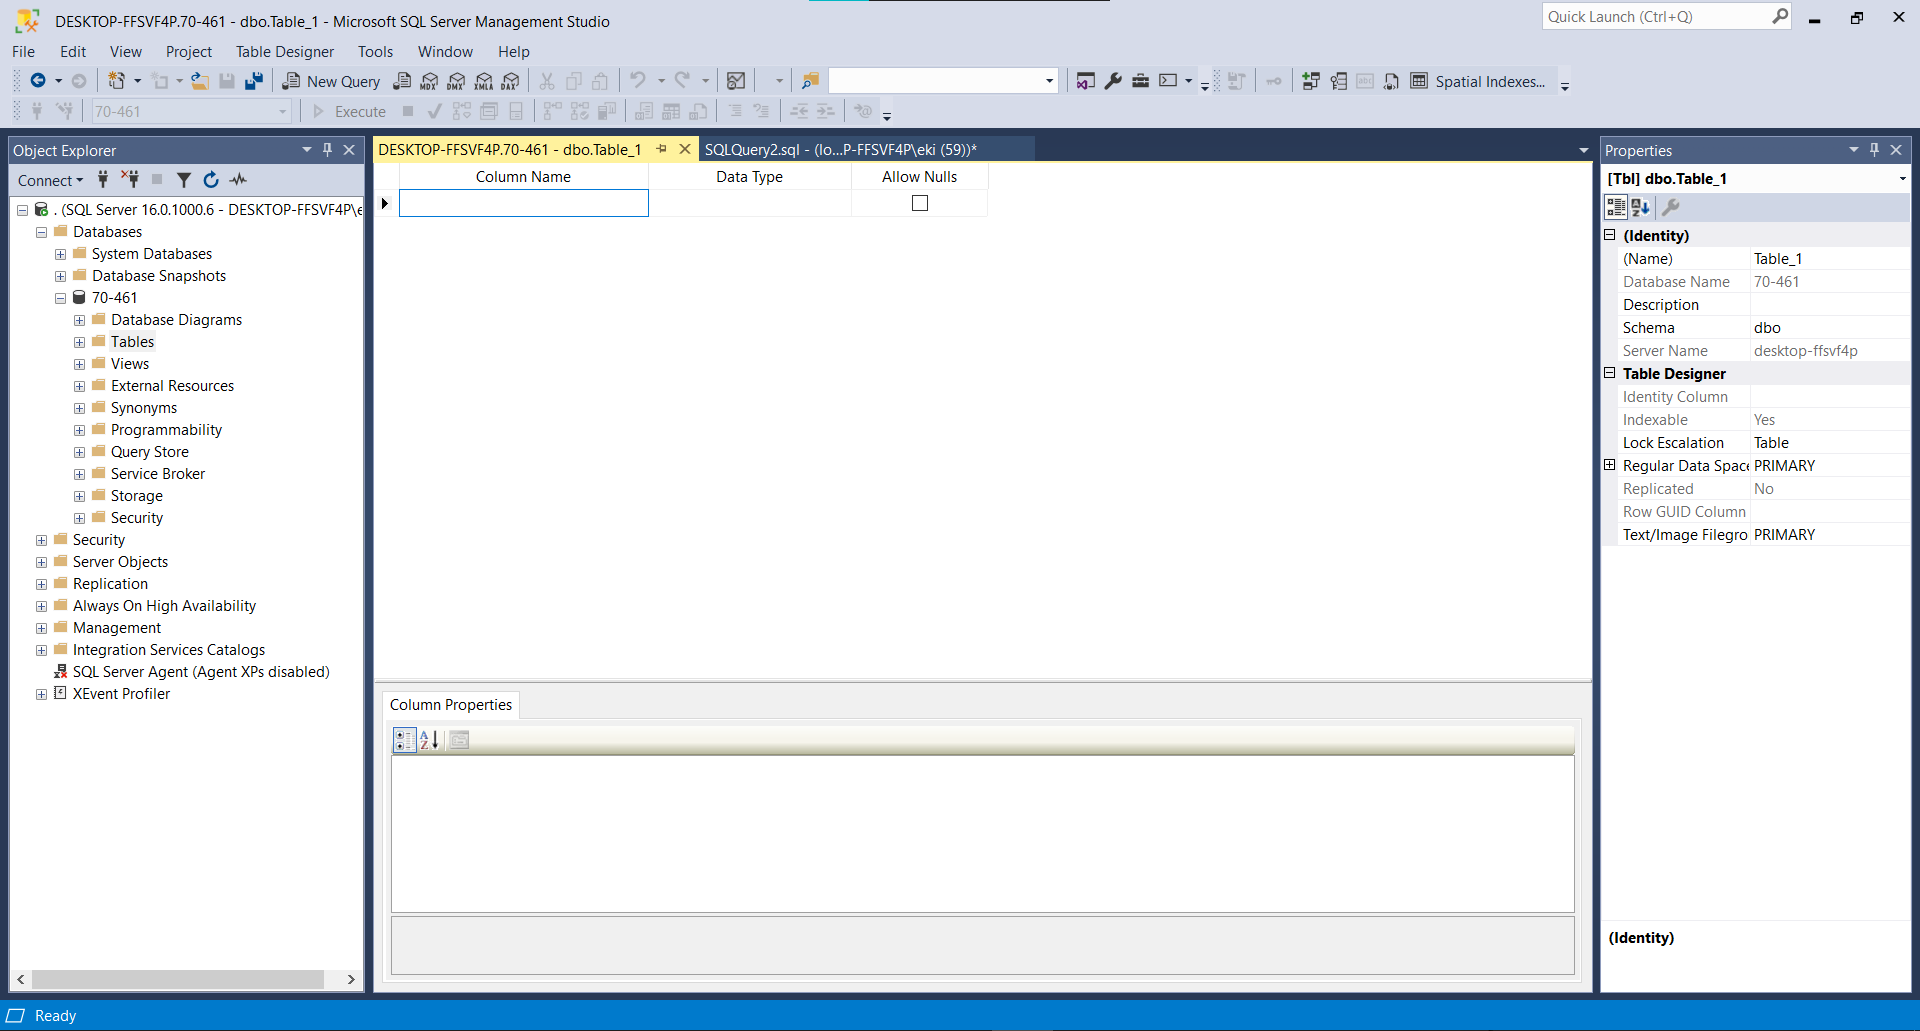 DESKTOP-FFSVF4P.70-461 - dbo.Table_1 - Microsoft SQL Server Management Studio
Quick Launch (Ctrl+Q)
File Edit View Project Table Designer Tools Window Help
New Query MDX DMX XMLA DAX Spatial Indexes...
70-461 Execute
Object Explorer
Connect
. (SQL Server 16.0.1000.6 - DESKTOP-FFSVF4P\e
Databases
System Databases
Database Snapshots
70-461
Database Diagrams
Tables
Views
External Resources
Synonyms
Programmability
Query Store
Service Broker
Storage
Security
Security
Server Objects
Replication
Always On High Availability
Management
Integration Services Catalogs
SQL Server Agent (Agent XPs disabled)
XEvent Profiler
DESKTOP-FFSVF4P.70-461 - dbo.Table_1
SQLQuery2.sql - (lo...P-FFSVF4P\eki (59))*
Column Name Data Type Allow Nulls
Column Properties
Properties
[Tbl] dbo.Table_1
(Identity)
(Name) Table_1
Database Name 70-461
Description
Schema dbo
Server Name desktop-ffsvf4p
Table Designer
Identity Column
Indexable Yes
Lock Escalation Table
Regular Data Space PRIMARY
Replicated No
Row GUID Column
Text/Image Filegro PRIMARY
(Identity)
Ready